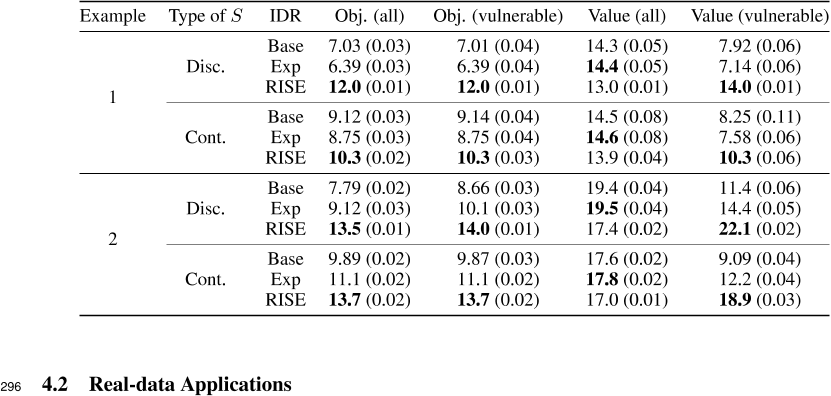 Example Type of S IDR Obj. (all) Obj. (vulnerable) Value (all) Value (vulnerable)
1 Disc. Base 7.03 (0.03) 7.01 (0.04) 14.3 (0.05) 7.92 (0.06)
Exp 6.39 (0.03) 6.39 (0.04) 14.4 (0.05) 7.14 (0.06)
RISE 12.0 (0.01) 12.0 (0.01) 13.0 (0.01) 14.0 (0.01)
Cont. Base 9.12 (0.03) 9.14 (0.04) 14.5 (0.08) 8.25 (0.11)
Exp 8.75 (0.03) 8.75 (0.04) 14.6 (0.08) 7.58 (0.06)
RISE 10.3 (0.02) 10.3 (0.03) 13.9 (0.04) 10.3 (0.06)
2 Disc. Base 7.79 (0.02) 8.66 (0.03) 19.4 (0.04) 11.4 (0.06)
Exp 9.12 (0.03) 10.1 (0.03) 19.5 (0.04) 14.4 (0.05)
RISE 13.5 (0.01) 14.0 (0.01) 17.4 (0.02) 22.1 (0.02)
Cont. Base 9.89 (0.02) 9.87 (0.03) 17.6 (0.02) 9.09 (0.04)
Exp 11.1 (0.02) 11.1 (0.02) 17.8 (0.02) 12.2 (0.04)
RISE 13.7 (0.02) 13.7 (0.02) 17.0 (0.01) 18.9 (0.03)
296 4.2 Real-data Applications